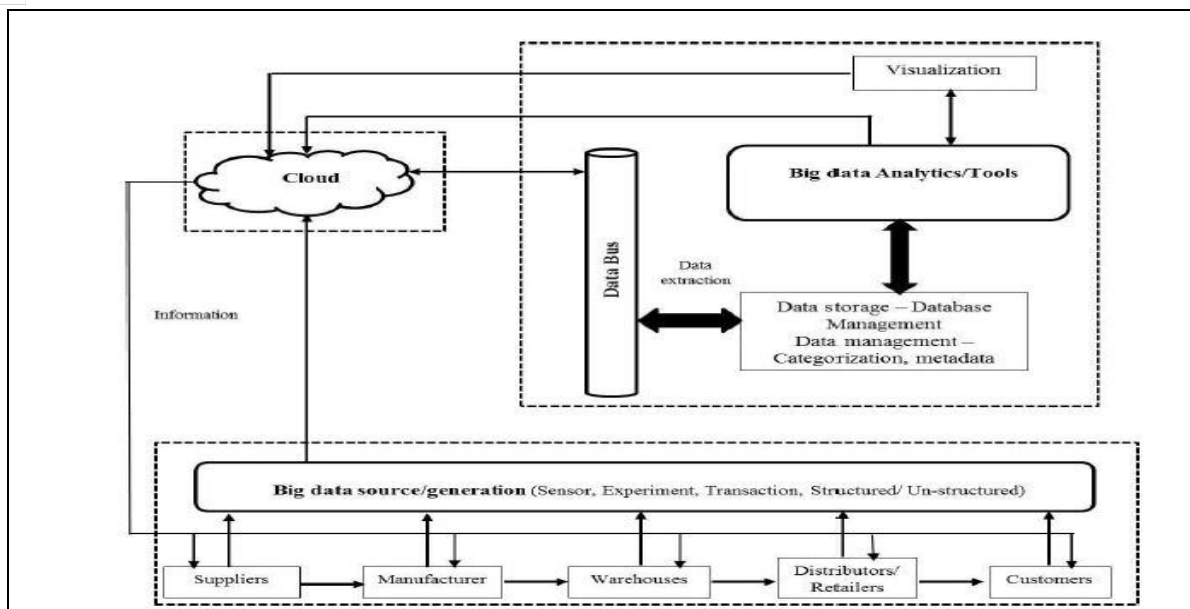 Visualization
Cloud
Big data Analytics/Tools
Data Bus
Data
extraction
Data storage – Database
Management
Data management –
Categorization, metadata
Information
Big data source/generation (Sensor, Experiment, Transaction, Structured/ Un-structured)
Suppliers
Manufacturer
Warehouses
Distributors/
Retailers
Customers